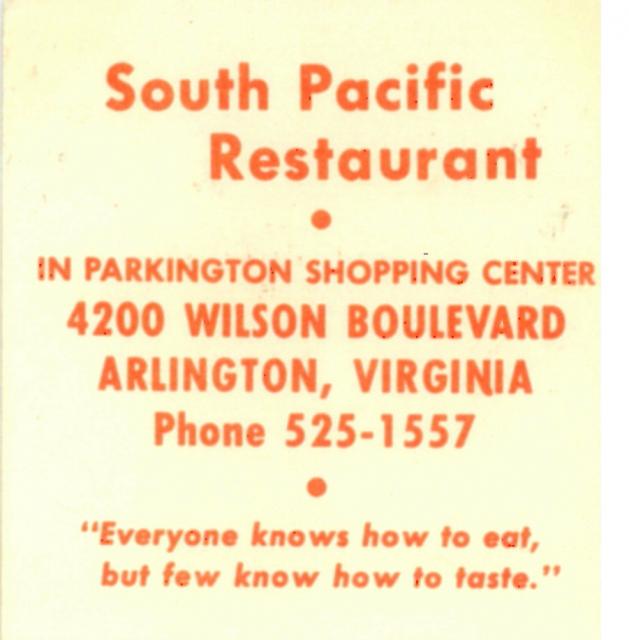 South Pacific
Restaurant
•
IN PARKINGTON SHOPPING CENTER
4200 WILSON BOULEVARD
ARLINGTON, VIRGINIA
Phone 525-1557
•
“Everyone knows how to eat,
but few know how to taste.”